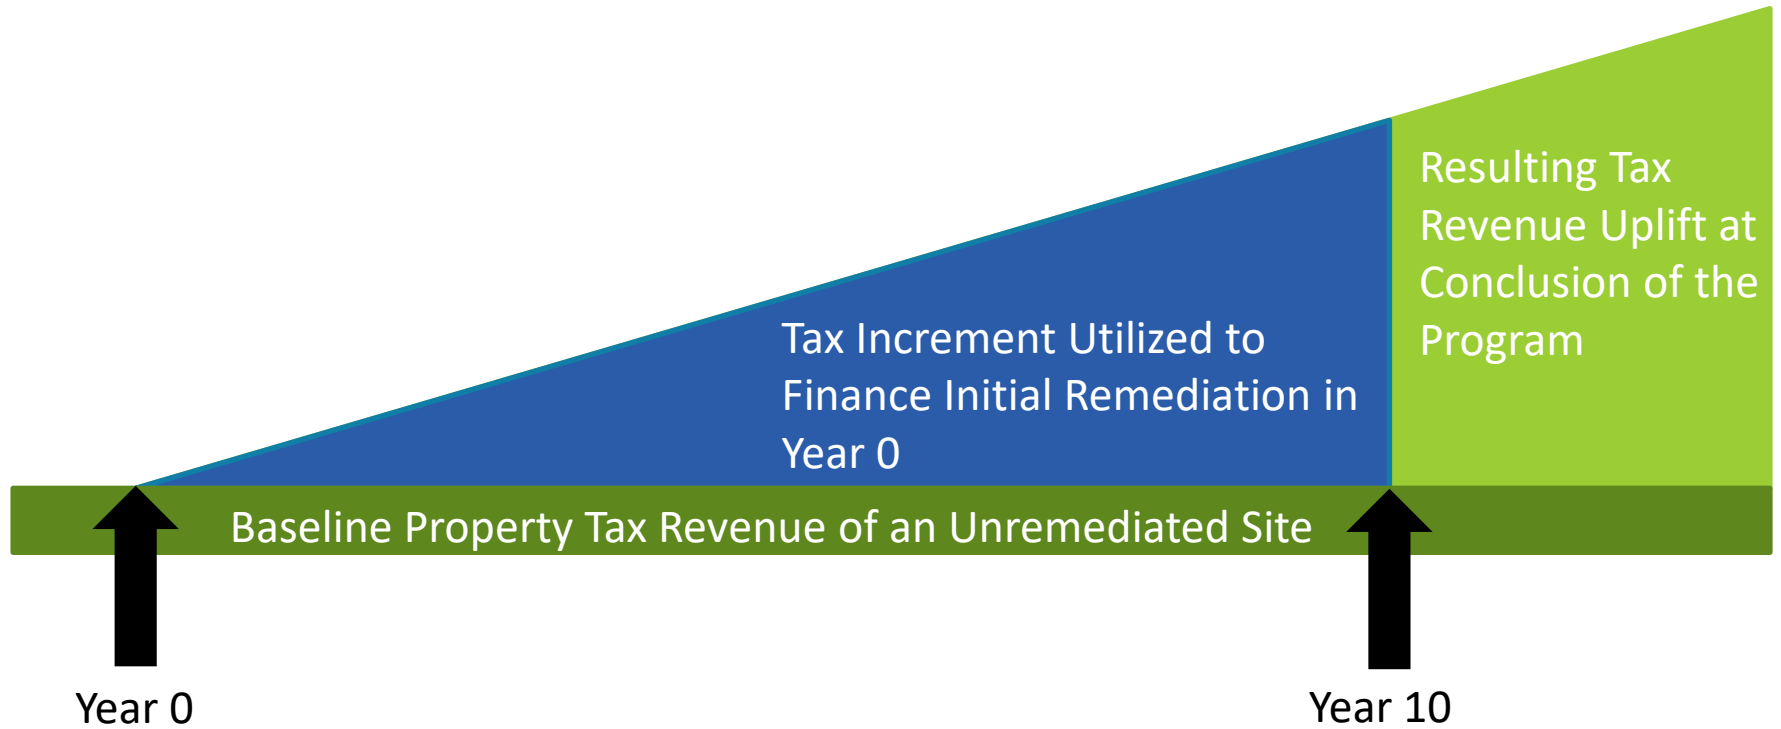 Resulting Tax
Revenue Uplift at
Conclusion of the
Program
Tax Increment Utilized to
Finance Initial Remediation in
Year 0
Baseline Property Tax Revenue of an Unremediated Site
Year 0
Year 10